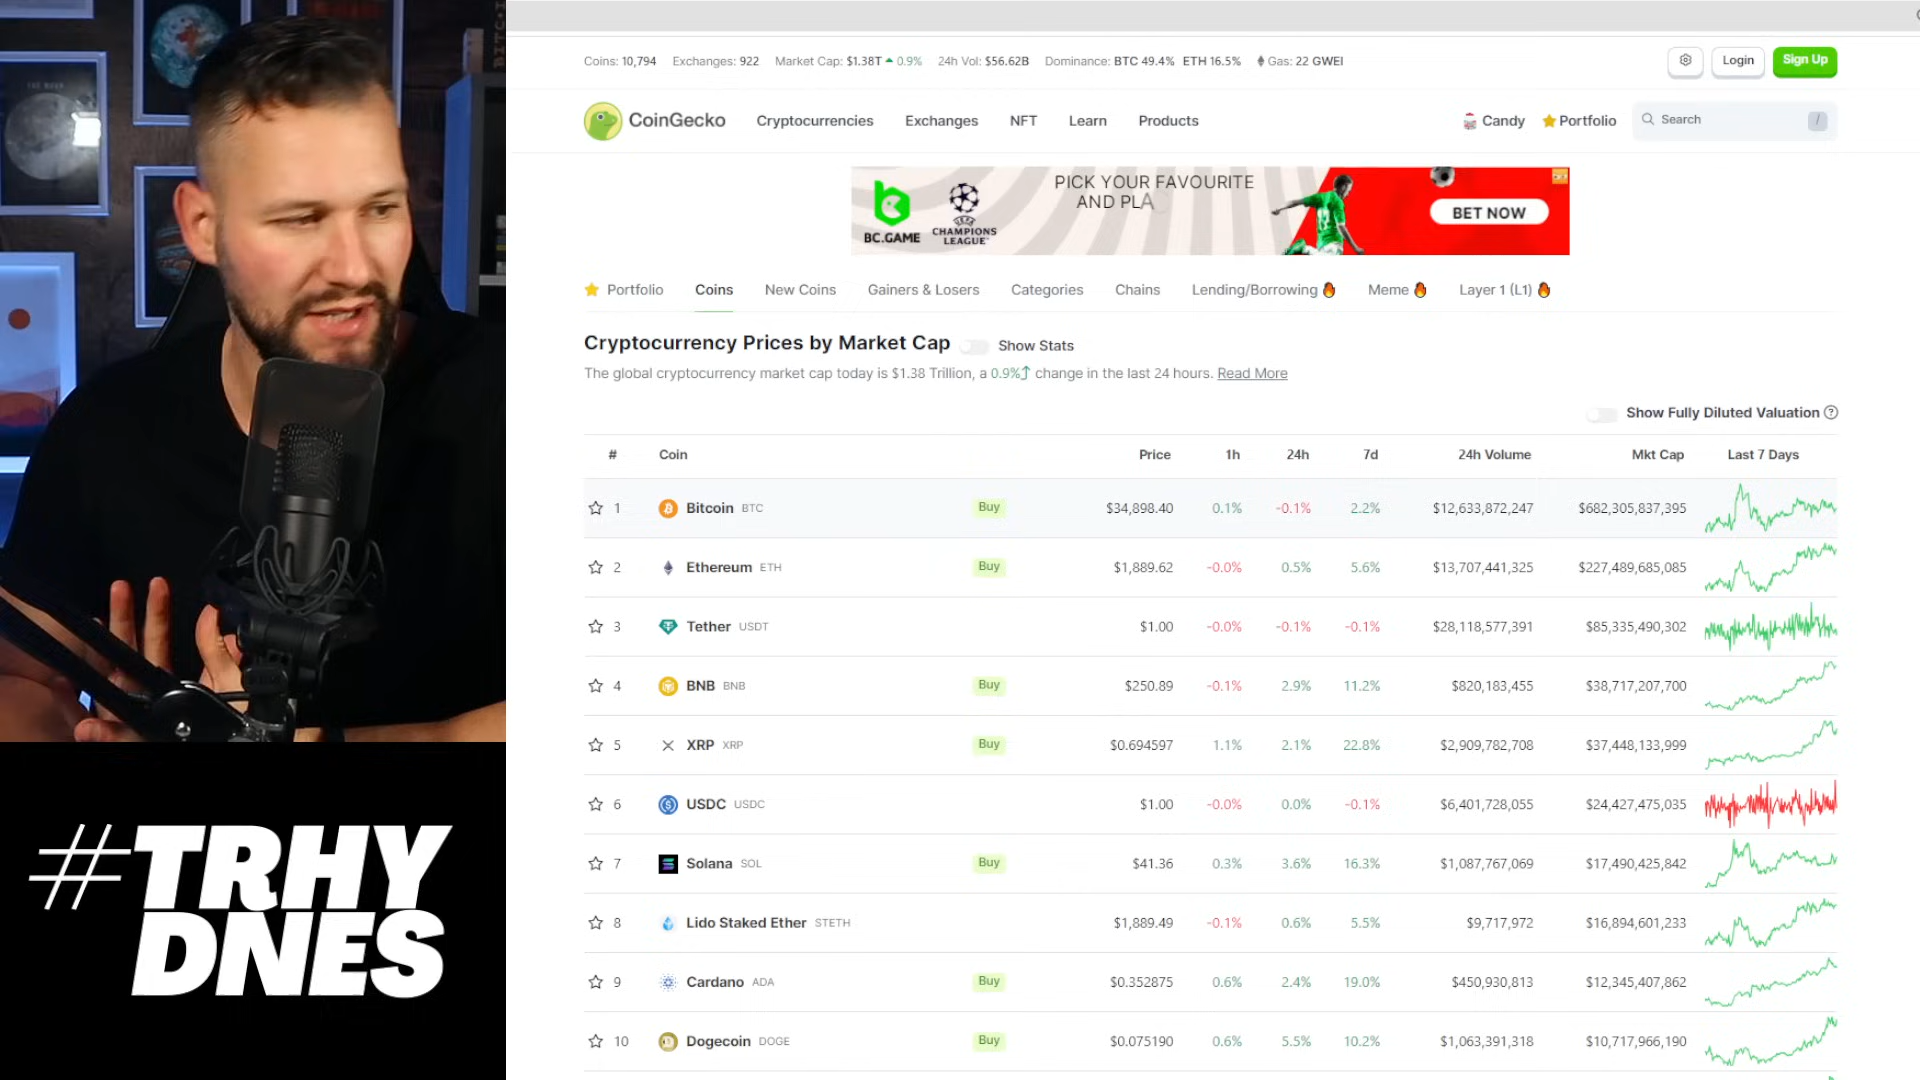 Coins: 10,794 Exchanges: 922 Market Cap: $1.38T 0.9% 24h Vol: $56.62B Dominance: BTC 49.4% ETH 16.5% Gas: 22 GWEI
Login Sign Up
CoinGecko Cryptocurrencies Exchanges NFT Learn Products Candy Portfolio Search /
BC.GAME
CHAMPIONS
LEAGUE
PICK YOUR FAVOURITE
AND PLA
BET NOW
Portfolio Coins New Coins Gainers & Losers Categories Chains Lending/Borrowing Meme Layer 1 (L1)
Cryptocurrency Prices by Market Cap Show Stats
The global cryptocurrency market cap today is $1.38 Trillion, a 0.9% change in the last 24 hours. Read More
Show Fully Diluted Valuation ?
# Coin Price 1h 24h 7d 24h Volume Mkt Cap Last 7 Days
1 Bitcoin BTC Buy $34,898.40 0.1% -0.1% 2.2% $12,633,872,247 $682,305,837,395
2 Ethereum ETH Buy $1,889.62 -0.0% 0.5% 5.6% $13,707,441,325 $227,489,685,085
3 Tether USDT $1.00 -0.0% -0.1% -0.1% $28,118,577,391 $85,335,490,302
4 BNB BNB Buy $250.89 -0.1% 2.9% 11.2% $820,183,455 $38,717,207,700
5 XRP XRP Buy $0.694597 1.1% 2.1% 22.8% $2,909,782,708 $37,448,133,999
6 USDC USDC $1.00 -0.0% 0.0% -0.1% $6,401,728,055 $24,427,475,035
7 Solana SOL Buy $41.36 0.3% 3.6% 16.3% $1,087,767,069 $17,490,425,842
8 Lido Staked Ether STETH $1,889.49 -0.1% 0.6% 5.5% $9,717,972 $16,894,601,233
9 Cardano ADA Buy $0.352875 0.6% 2.4% 19.0% $450,930,813 $12,345,407,862
10 Dogecoin DOGE Buy $0.075190 0.6% 5.5% 10.2% $1,063,391,318 $10,717,966,190
#TRHY
DNES